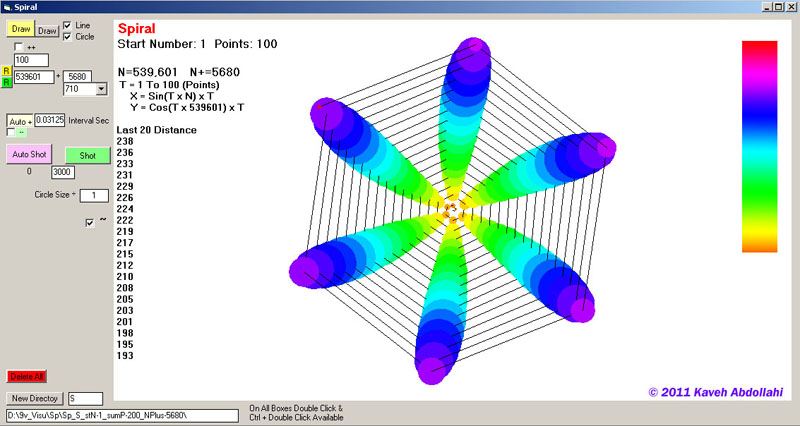 Spiral
Draw Draw Line
Circle
++
100
R
R
539601 + 5680
710
Auto + 0.03125 Interval Sec
--
Auto Shot Shot
0 3000
Circle Size ÷ 1
~
Delete All
New Directoy S
D:\9v_Visu\Sp\Sp_S_stN-1_sumP-200_NPlus-5680\
Spiral
Start Number: 1 Points: 100
N=539,601 N+=5680
T = 1 To 100 (Points)
X = Sin(T x N) x T
Y = Cos(T x 539601) x T
Last 20 Distance
238
236
233
231
229
226
224
222
219
217
215
212
210
208
205
203
201
198
195
193
© 2011 Kaveh Abdollahi
On All Boxes Double Click &
Ctrl + Double Click Available